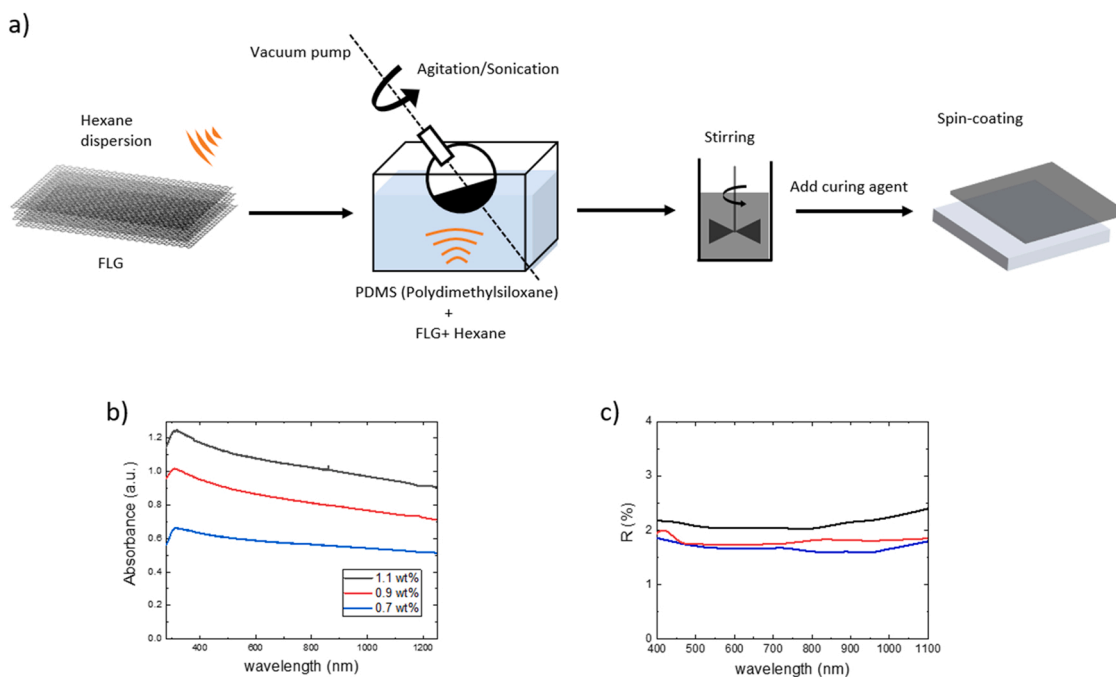 a)
Vacuum pump
Agitation/Sonication
Hexane
dispersion
Stirring
Spin-coating
Add curing agent
FLG
PDMS (Polydimethylsiloxane)
+
FLG+ Hexane
b)
1.2
1.0
0.8
0.6
0.4
0.2
0.0
Absorbance (a.u.)
1.1 wt%
0.9 wt%
0.7 wt%
400 600 800 1000 1200
wavelength (nm)
c)
4
3
2
1
0
R (%)
400 500 600 700 800 900 1000 1100
wavelength (nm)